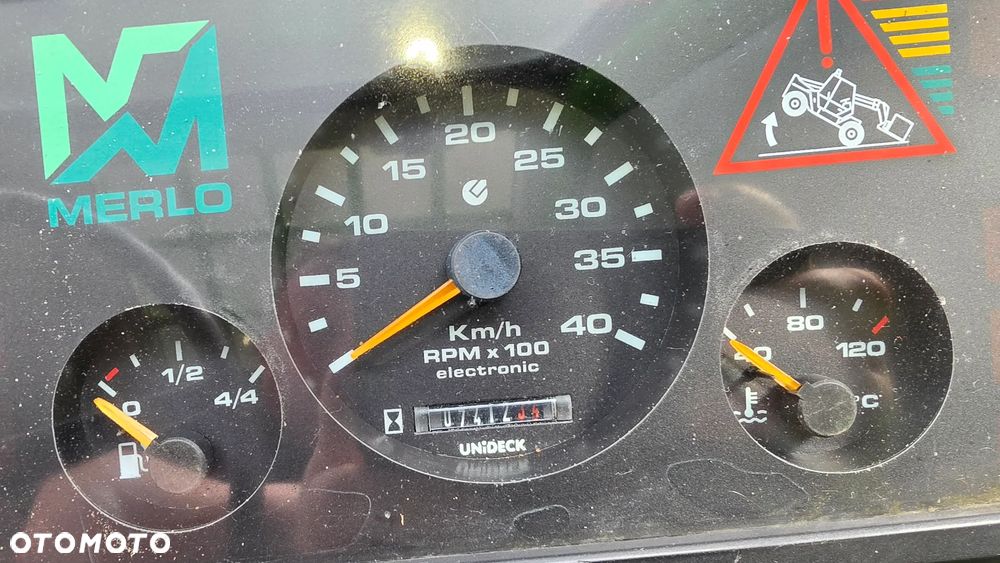 MERLO
5
10
15
20
25
30
35
40
Km/h
RPM x 100
electronic
UNiDECK
0 1/2 4/4
40 80 120
°C
OTOMOTO